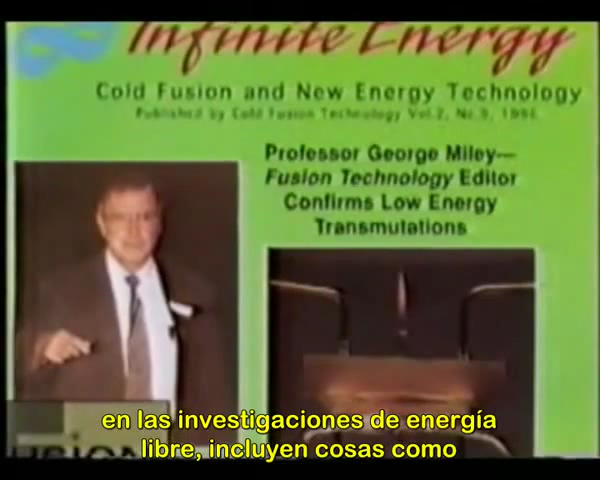 Infinite Energy
Cold Fusion and New Energy Technology
Published by Cold Fusion Technology Vol.2, No.9, 1996
Professor George Miley—
Fusion Technology Editor
Confirms Low Energy
Transmutations
en las investigaciones de energía
libre, incluyen cosas como